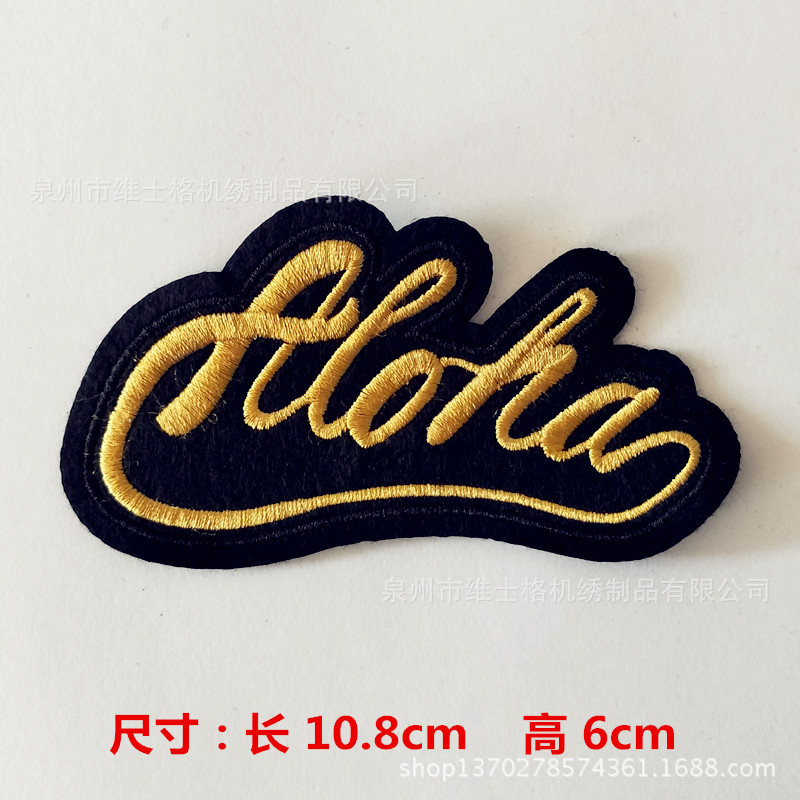 泉州市维士格机绣制品有限公司
Aloha
泉州市维士格机绣制品有限公司
尺寸：长 10.8cm 高 6cm
shop1370278574361.1688.com